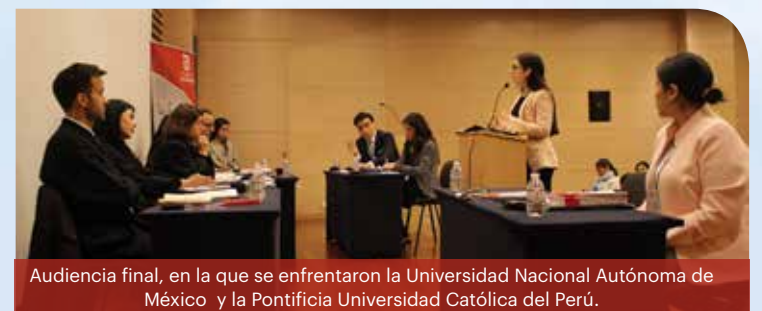 Audiencia final, en la que se enfrentaron la Universidad Nacional Autónoma de
México y la Pontificia Universidad Católica del Perú.